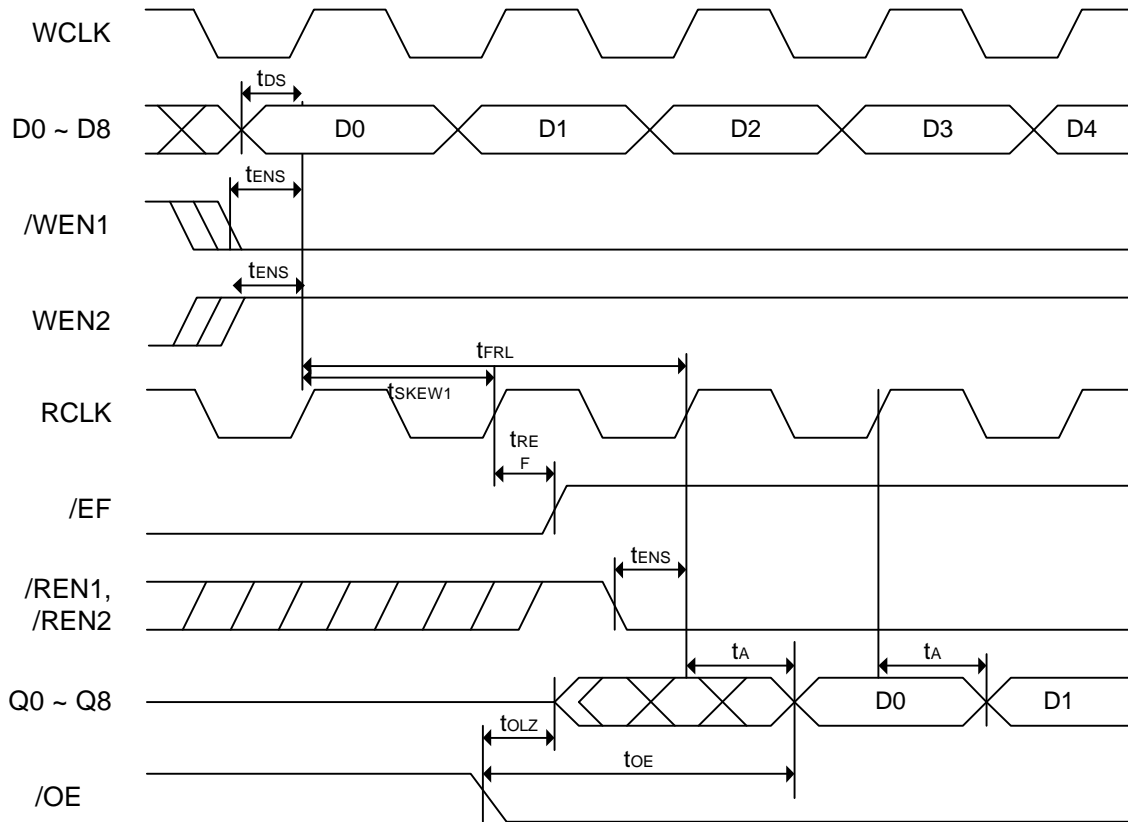 WCLK
tDS
D0 ~ D8
D0 D1 D2 D3 D4
tENS
/WEN1
tENS
WEN2
tFRL
tSKEW1
RCLK
tRE
F
/EF
tENS
/REN1,
/REN2
tA tA
Q0 ~ Q8
D0 D1
tOLZ
tOE
/OE